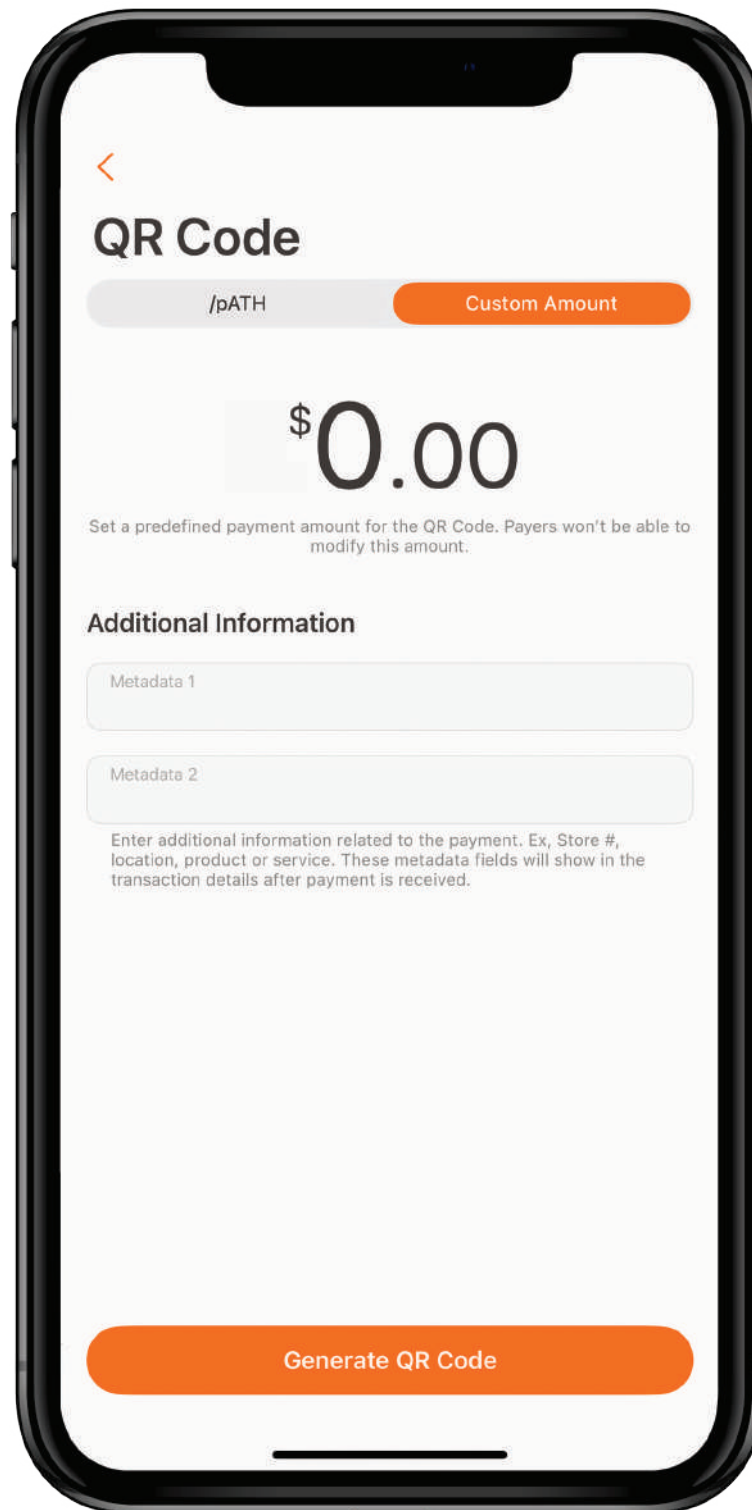 QR Code
/pATH
Custom Amount
$0.00
Set a predefined payment amount for the QR Code. Payers won't be able to
modify this amount.
Additional Information
Metadata 1
Metadata 2
Enter additional information related to the payment. Ex, Store #,
location, product or service. These metadata fields will show in the
transaction details after payment is received.
Generate QR Code